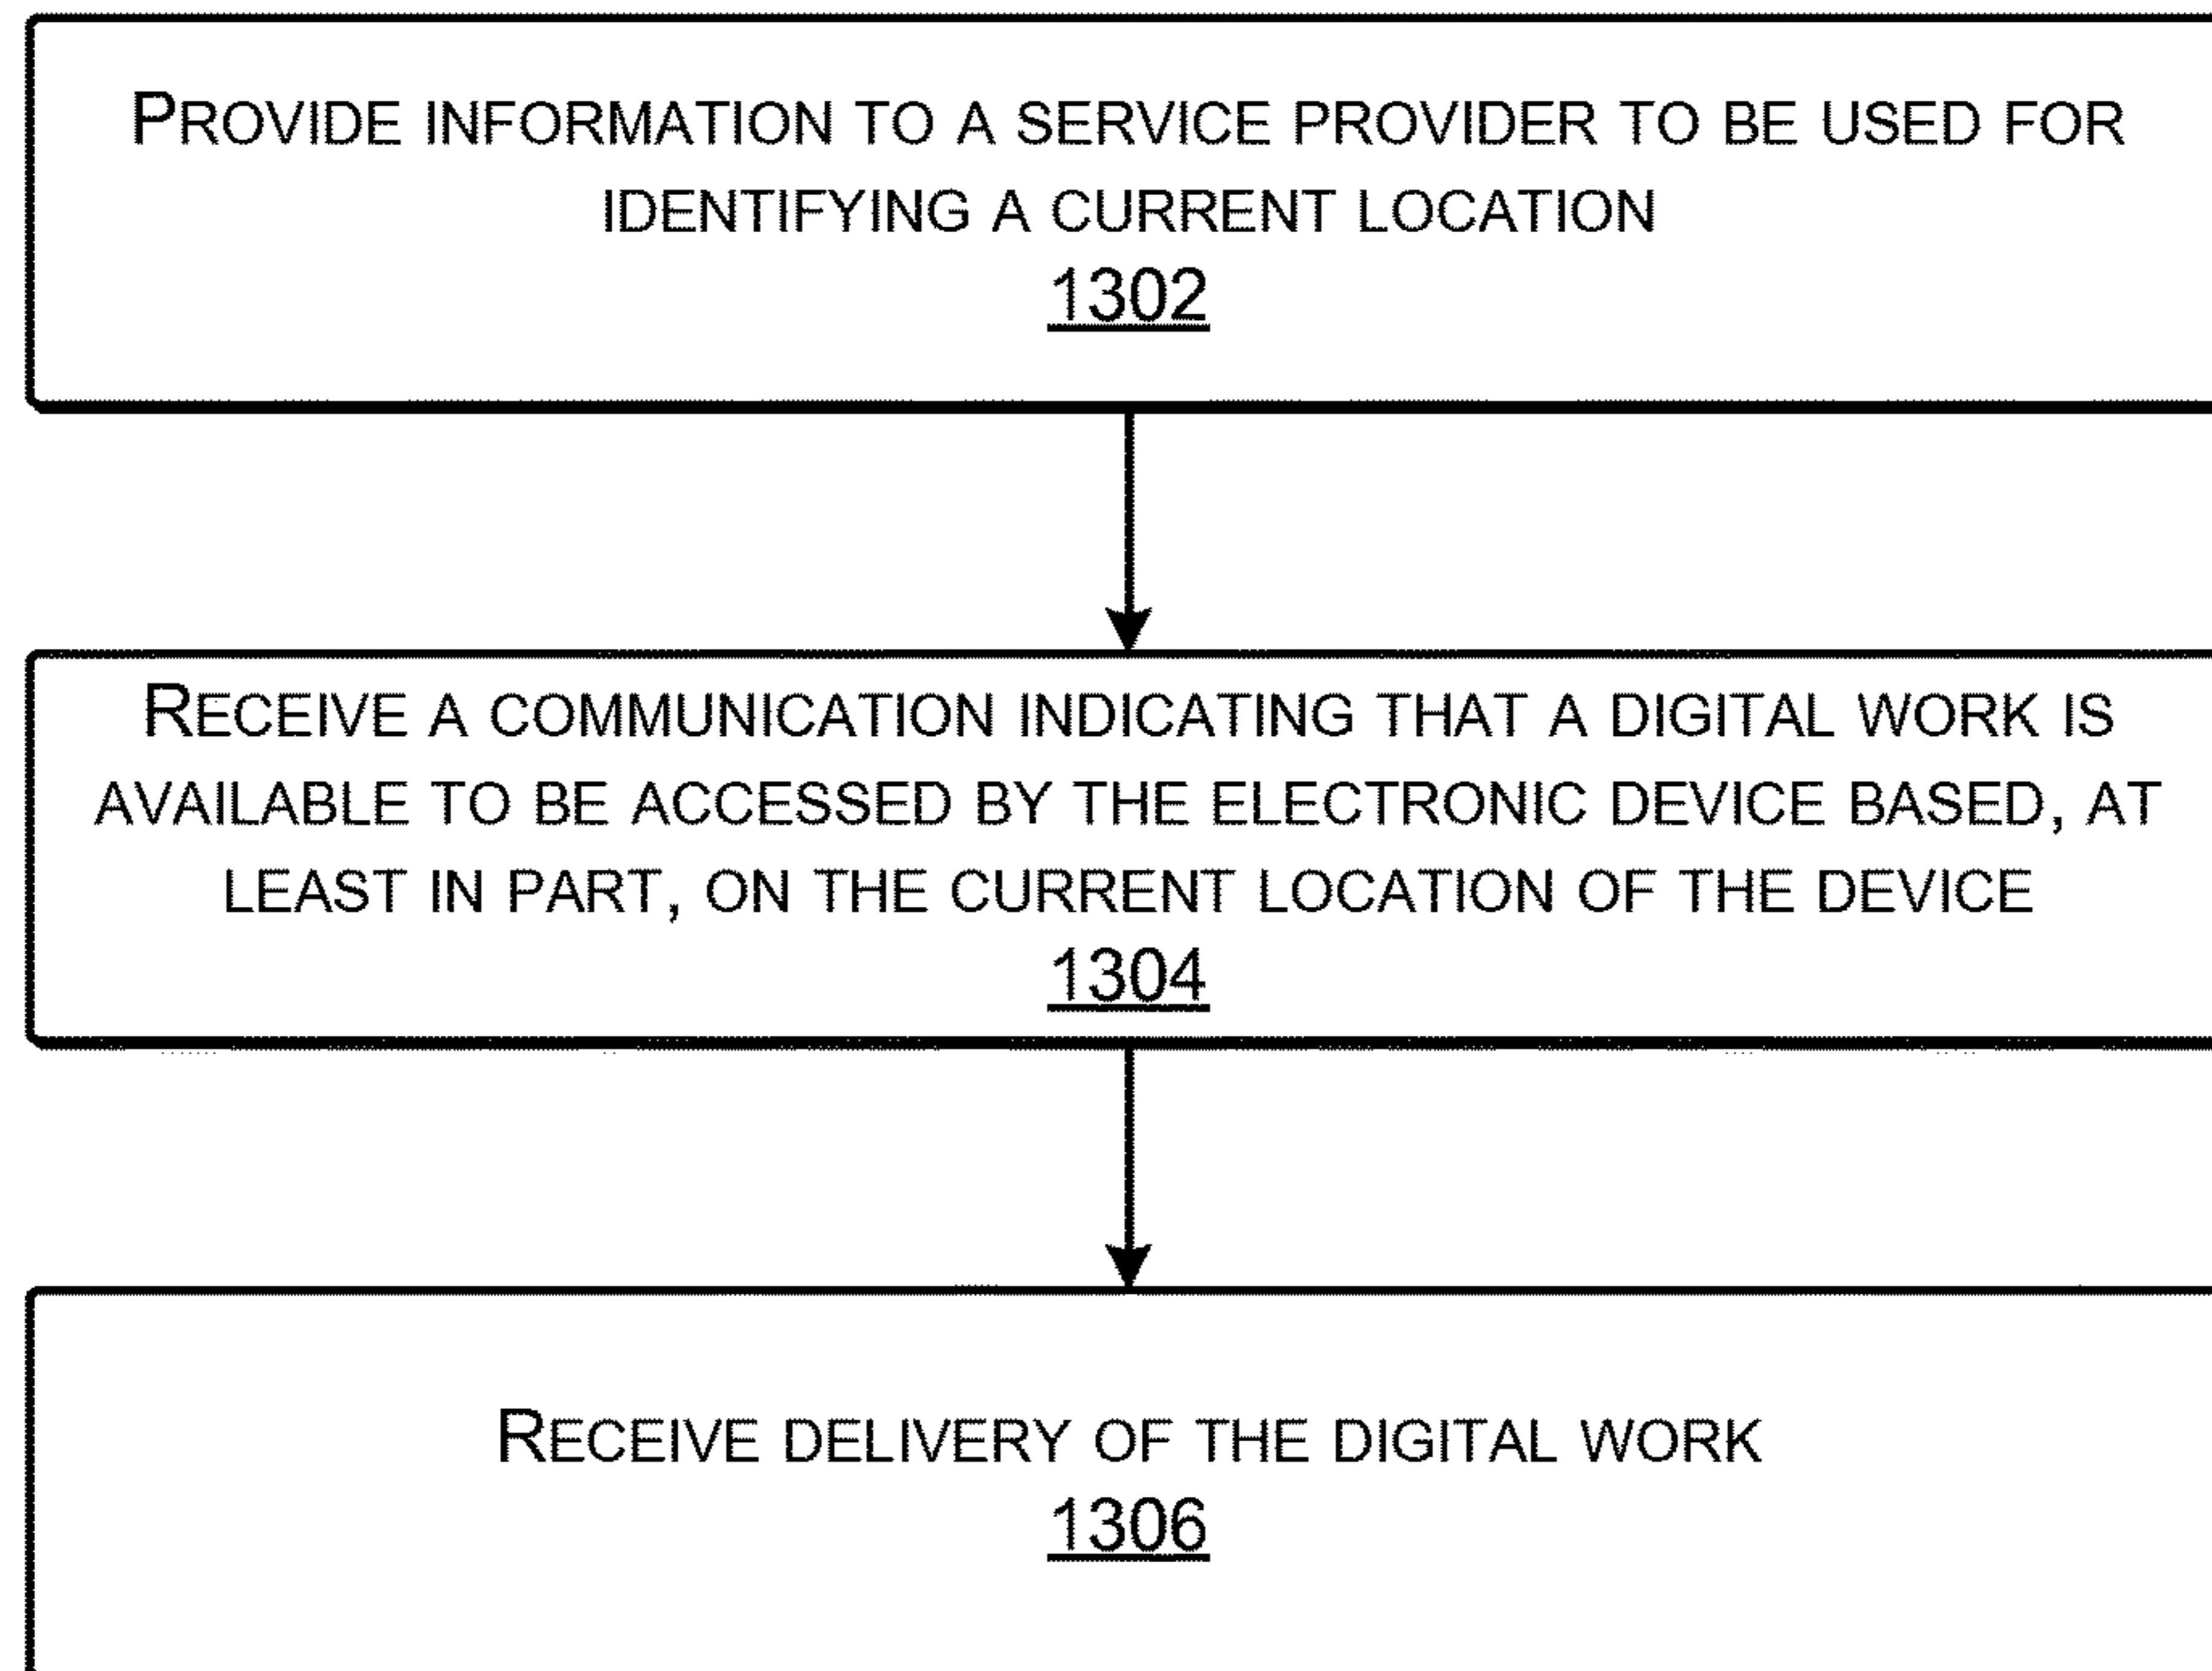 PROVIDE INFORMATION TO A SERVICE PROVIDER TO BE USED FOR
IDENTIFYING A CURRENT LOCATION
1302
RECEIVE A COMMUNICATION INDICATING THAT A DIGITAL WORK IS
AVAILABLE TO BE ACCESSED BY THE ELECTRONIC DEVICE BASED, AT
LEAST IN PART, ON THE CURRENT LOCATION OF THE DEVICE
1304
RECEIVE DELIVERY OF THE DIGITAL WORK
1306